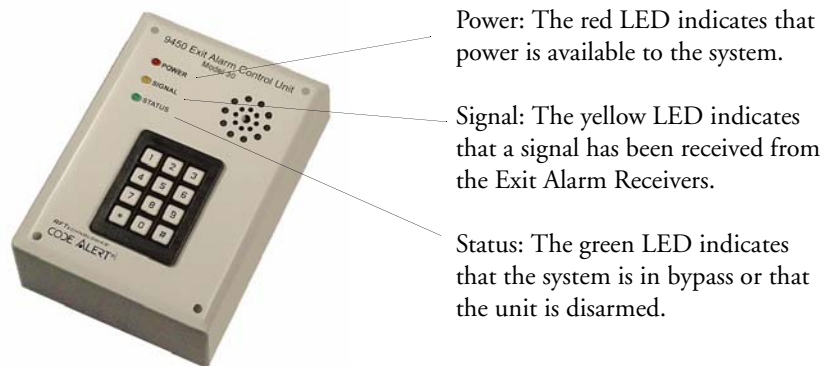 9450 Exit Alarm Control Unit
Model 30
POWER
SIGNAL
STATUS
1 2 3
4 5 6
7 8 9
* 0 #
RF TECHNOLOGIES
CODE ALERT
Power: The red LED indicates that
power is available to the system.
Signal: The yellow LED indicates
that a signal has been received from
the Exit Alarm Receivers.
Status: The green LED indicates
that the system is in bypass or that
the unit is disarmed.